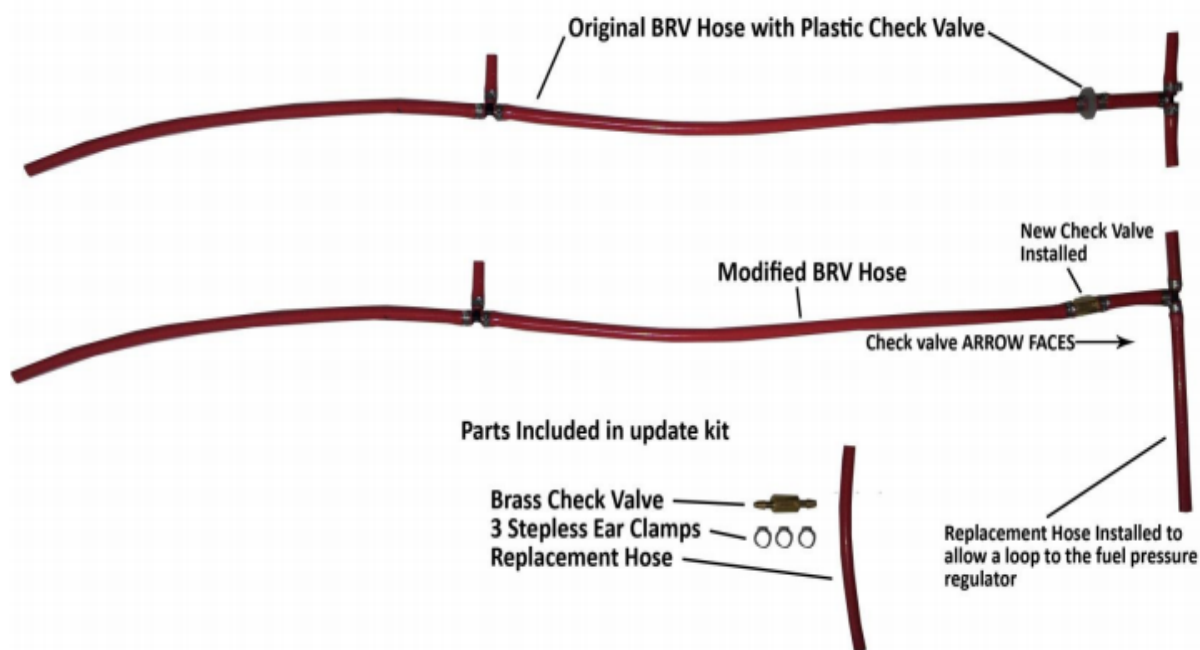 Original BRV Hose with Plastic Check Valve
New Check Valve
Installed
Modified BRV Hose
Check valve ARROW FACES
Parts Included in update kit
Brass Check Valve
3 Stepless Ear Clamps
Replacement Hose
Replacement Hose Installed to
allow a loop to the fuel pressure
regulator